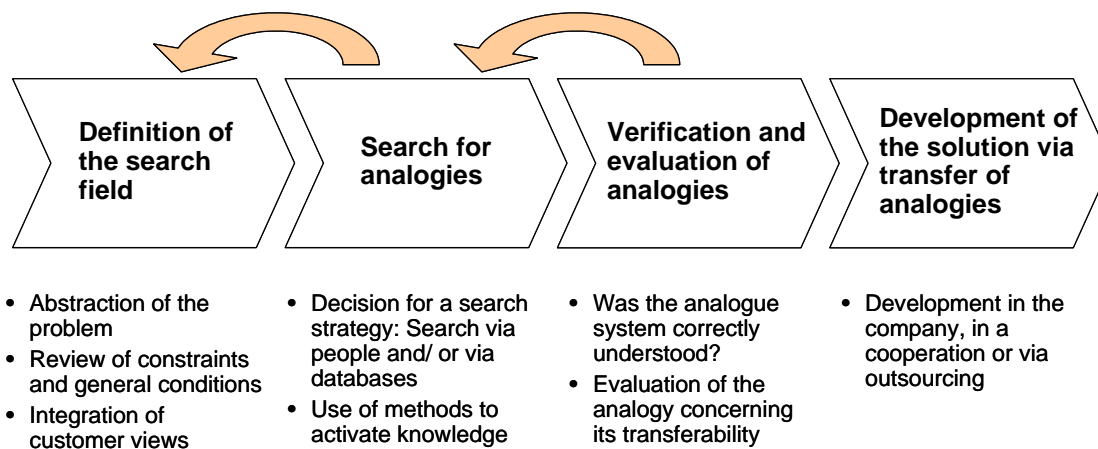 Definition of
the search
field
Search for
analogies
Verification and
evaluation of
analogies
Development of
the solution via
transfer of
analogies
• Abstraction of the
problem
• Review of constraints
and general conditions
• Integration of
customer views
• Decision for a search
strategy: Search via
people and/ or via
databases
• Use of methods to
activate knowledge
• Was the analogue
system correctly
understood?
• Evaluation of the
analogy concerning
its transferability
• Development in the
company, in a
cooperation or via
outsourcing